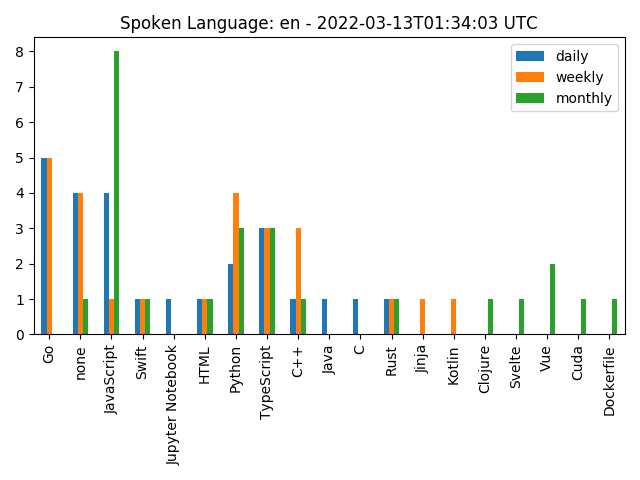 Spoken Language: en - 2022-03-13T01:34:03 UTC
daily
weekly
monthly
8
7
6
5
4
3
2
1
0
Go
none
JavaScript
Swift
Jupyter Notebook
HTML
Python
TypeScript
C++
Java
C
Rust
Jinja
Kotlin
Clojure
Svelte
Vue
Cuda
Dockerfile